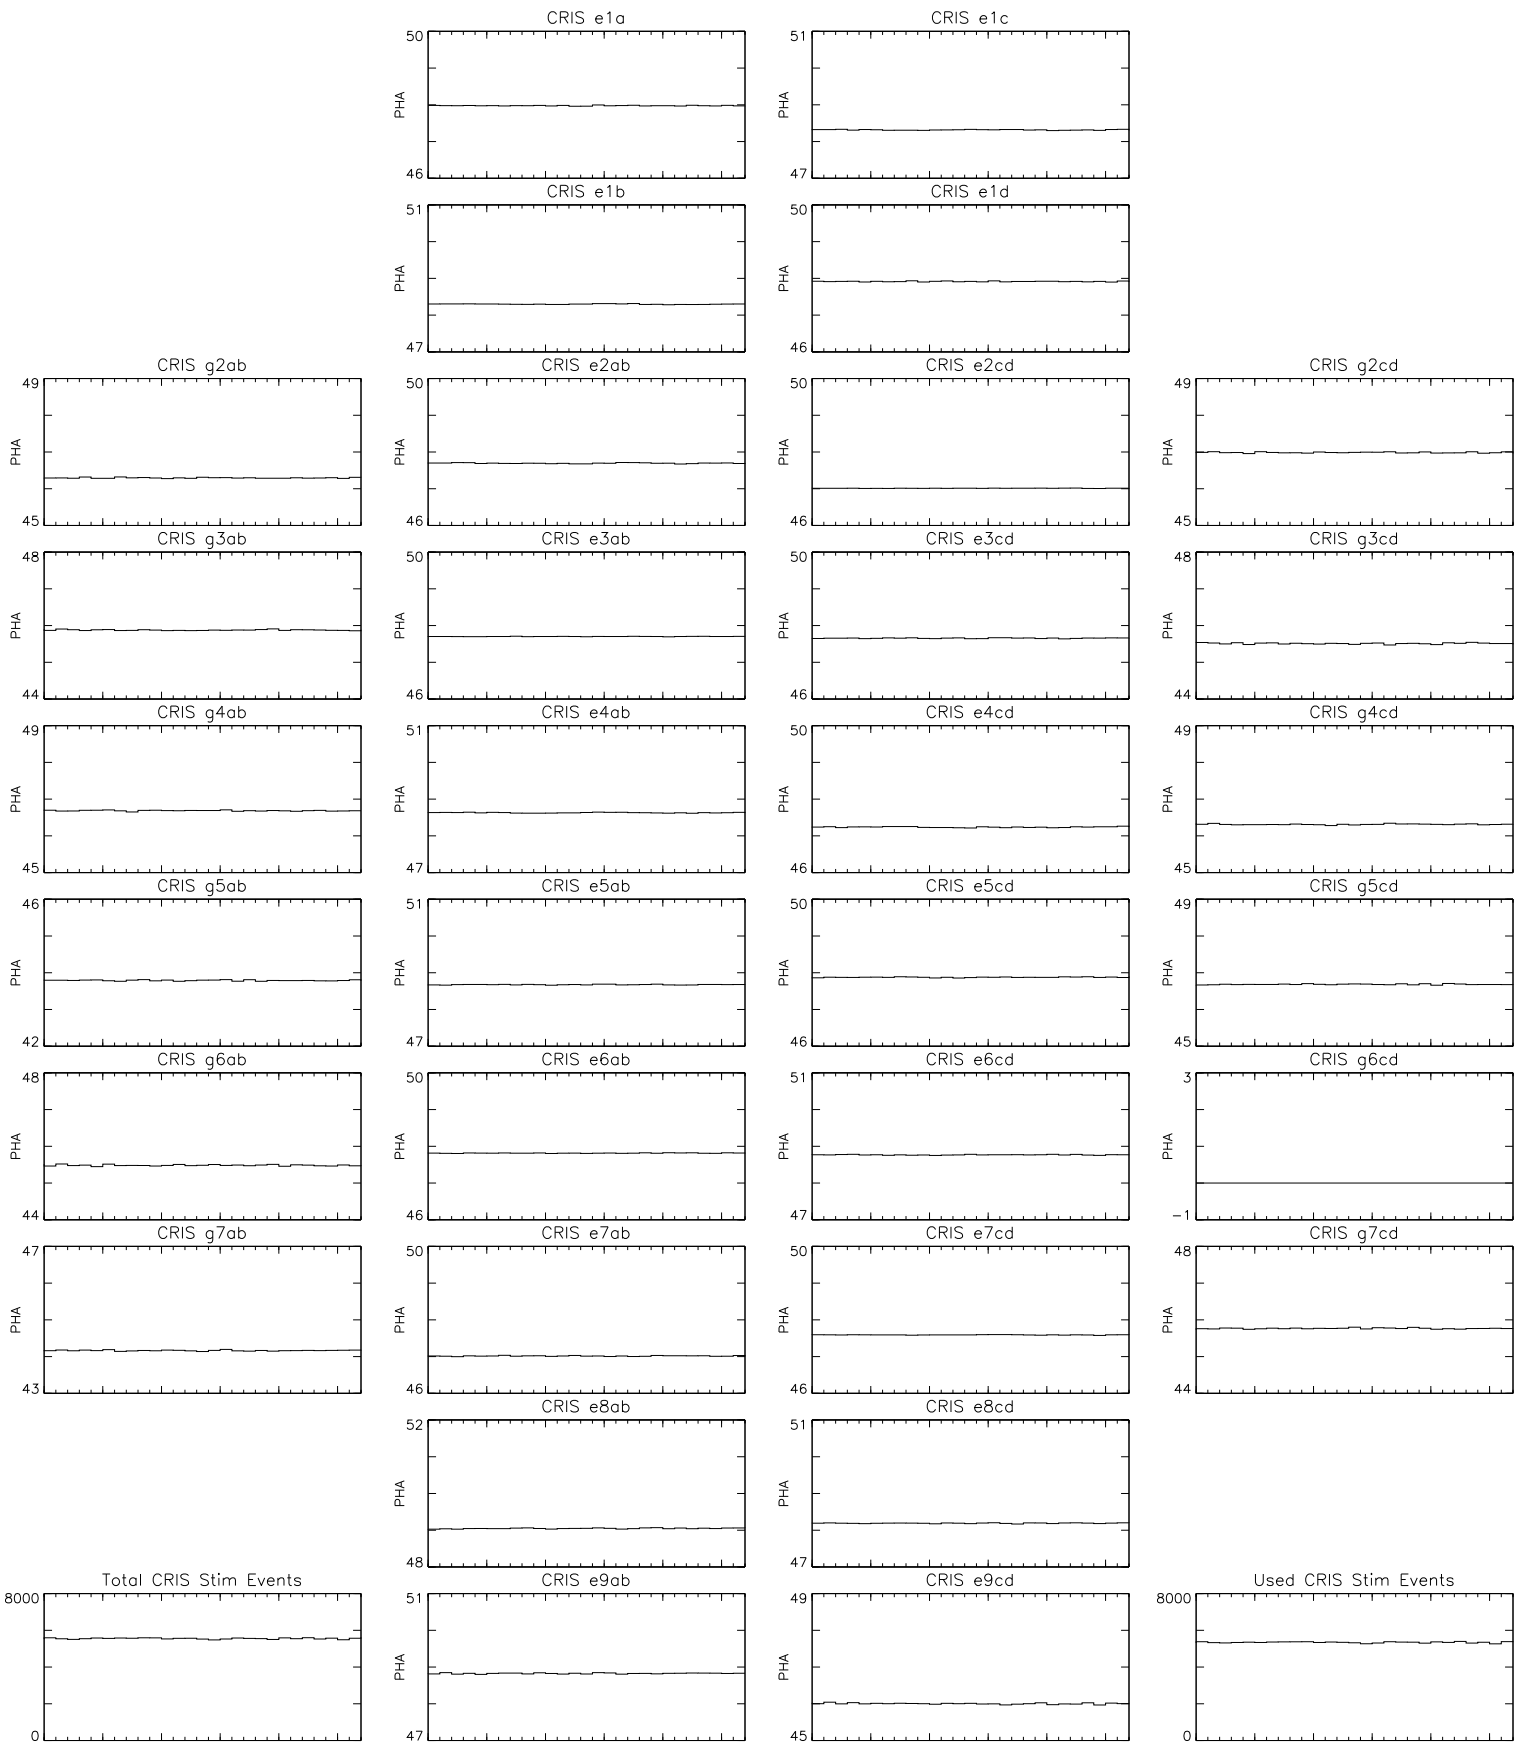 CRIS e1a
50
PHA
46
CRIS e1c
51
PHA
47
CRIS e1b
51
PHA
47
CRIS e1d
50
PHA
46
CRIS g2ab
49
PHA
45
CRIS e2ab
50
PHA
46
CRIS e2cd
50
PHA
46
CRIS g2cd
49
PHA
45
CRIS g3ab
48
PHA
44
CRIS e3ab
50
PHA
46
CRIS e3cd
50
PHA
46
CRIS g3cd
48
PHA
44
CRIS g4ab
49
PHA
45
CRIS e4ab
51
PHA
47
CRIS e4cd
50
PHA
46
CRIS g4cd
49
PHA
45
CRIS g5ab
46
PHA
42
CRIS e5ab
51
PHA
47
CRIS e5cd
50
PHA
46
CRIS g5cd
49
PHA
45
CRIS g6ab
48
PHA
44
CRIS e6ab
50
PHA
46
CRIS e6cd
51
PHA
47
CRIS g6cd
3
PHA
-1
CRIS g7ab
47
PHA
43
CRIS e7ab
50
PHA
46
CRIS e7cd
50
PHA
46
CRIS g7cd
48
PHA
44
CRIS e8ab
52
PHA
48
CRIS e8cd
51
PHA
47
Total CRIS Stim Events
8000
0
CRIS e9ab
51
PHA
47
CRIS e9cd
49
PHA
45
Used CRIS Stim Events
8000
0